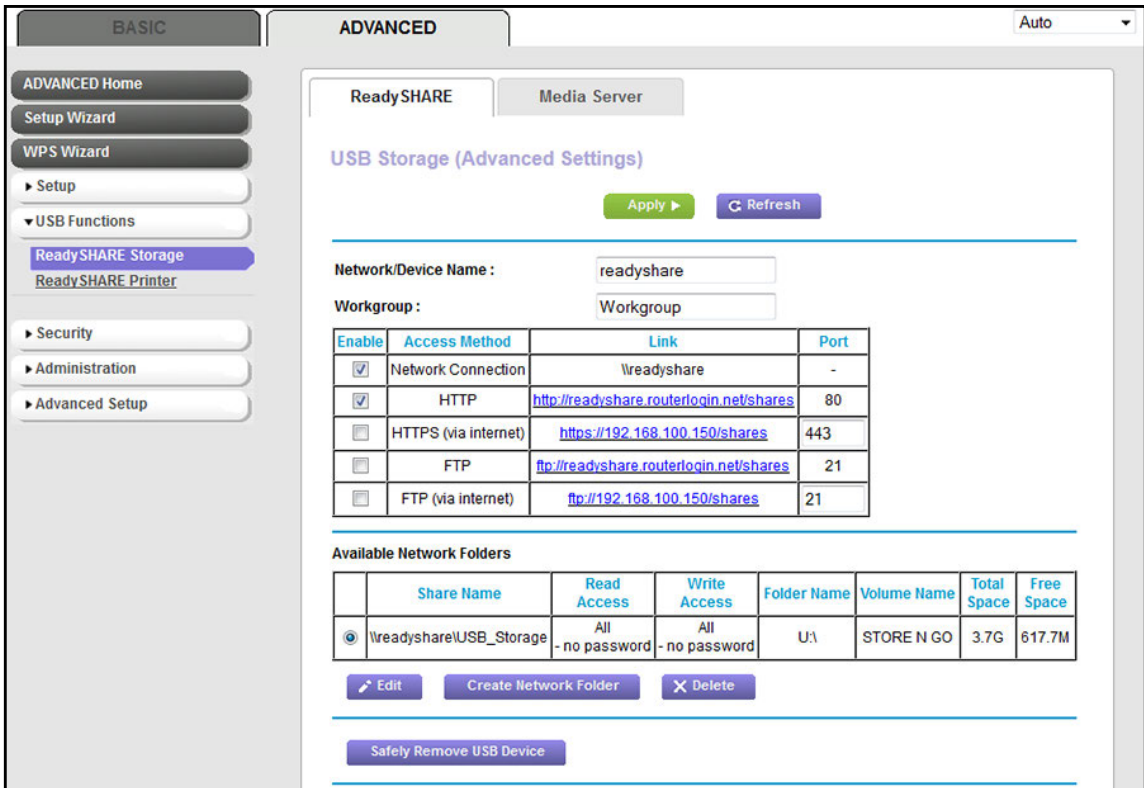 BASIC
ADVANCED
Auto
ADVANCED Home
Setup Wizard
WPS Wizard
Setup
USB Functions
ReadySHARE Storage
ReadySHARE Printer
Security
Administration
Advanced Setup
ReadySHARE
Media Server
USB Storage (Advanced Settings)
Apply
Refresh
Network/Device Name :
readyshare
Workgroup :
Workgroup
Enable Access Method Link Port
Network Connection \\readyshare -
HTTP http://readyshare.routerlogin.net/shares 80
HTTPS (via internet) https://192.168.100.150/shares 443
FTP ftp://readyshare.routerlogin.net/shares 21
FTP (via internet) ftp://192.168.100.150/shares 21
Available Network Folders
Share Name Read Access Write Access Folder Name Volume Name Total Space Free Space
\\readyshare\USB_Storage All - no password All - no password U:\ STORE N GO 3.7G 617.7M
Edit
Create Network Folder
Delete
Safely Remove USB Device